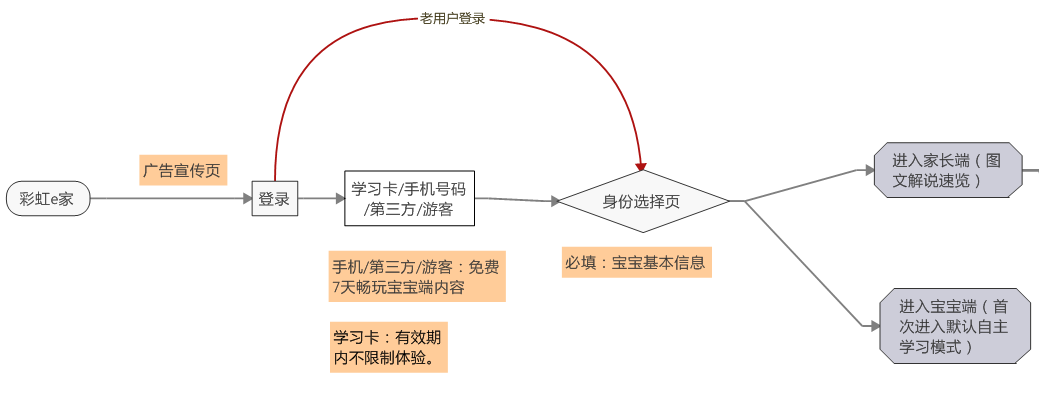 老用户登录
广告宣传页
彩虹e家
登录
学习卡/手机号码
/第三方/游客
身份选择页
进入家长端（图
文解说速览）
手机/第三方/游客：免费
7天畅玩宝宝端内容
必填：宝宝基本信息
学习卡：有效期
内不限制体验。
进入宝宝端（首
次进入默认自主
学习模式）